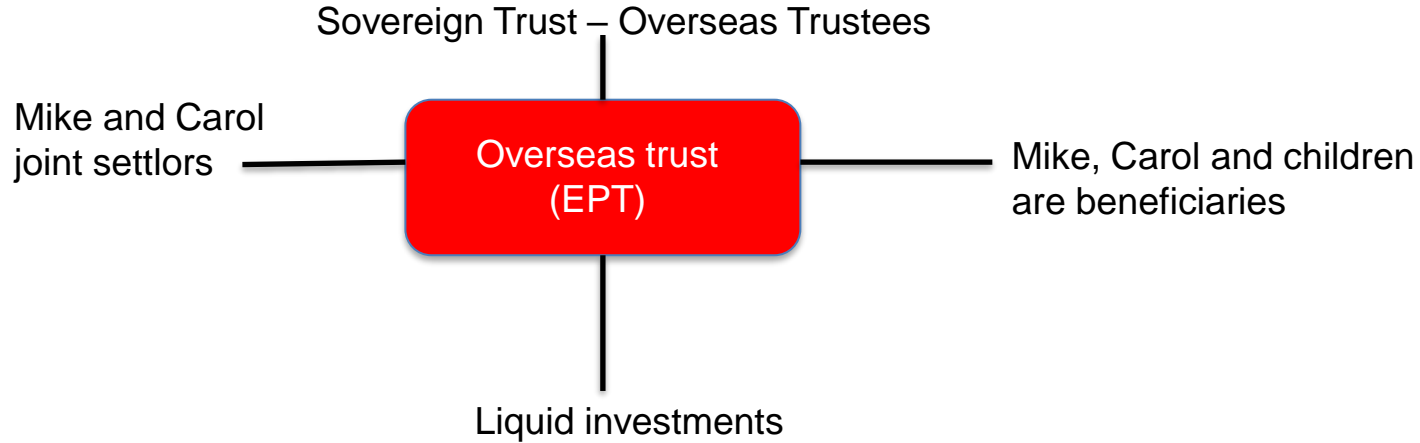 Sovereign Trust – Overseas Trustees
Mike and Carol
joint settlors
Overseas trust
(EPT)
Mike, Carol and children
are beneficiaries
Liquid investments